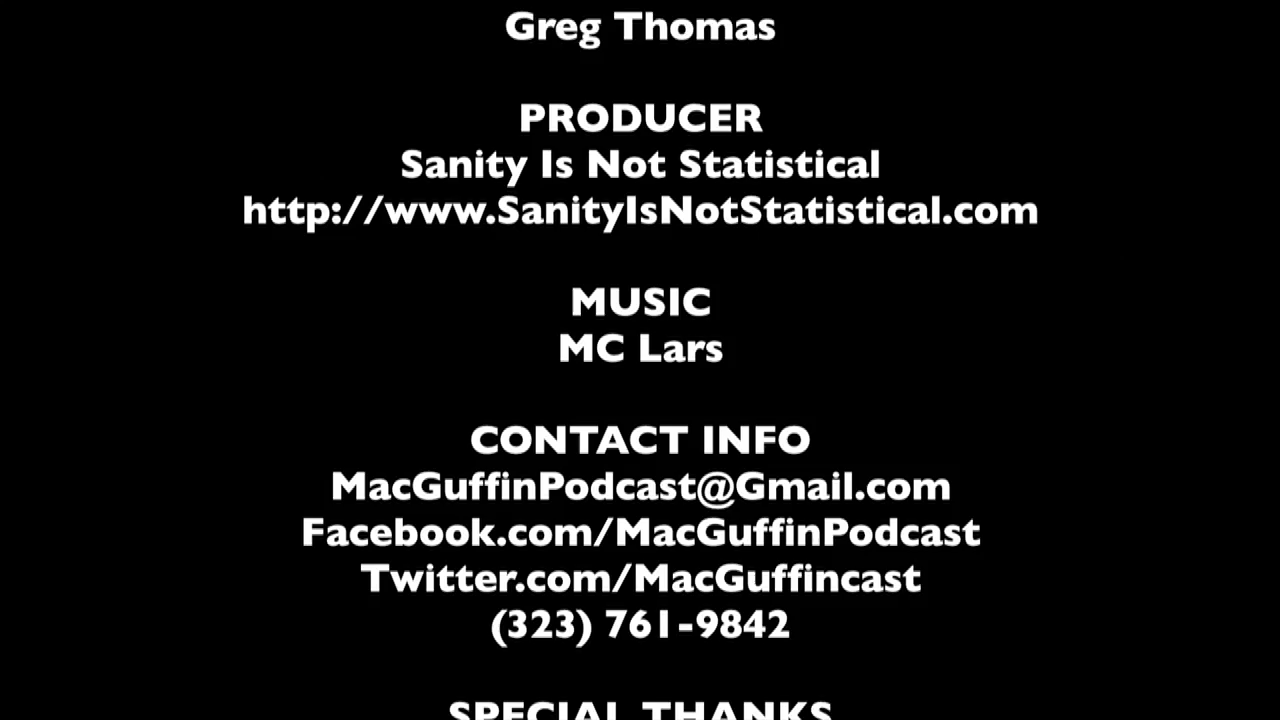 Greg Thomas
PRODUCER
Sanity Is Not Statistical
http://www.SanityIsNotStatistical.com
MUSIC
MC Lars
CONTACT INFO
MacGuffinPodcast@Gmail.com
Facebook.com/MacGuffinPodcast
Twitter.com/MacGuffincast
(323) 761-9842
SPECIAL THANKS